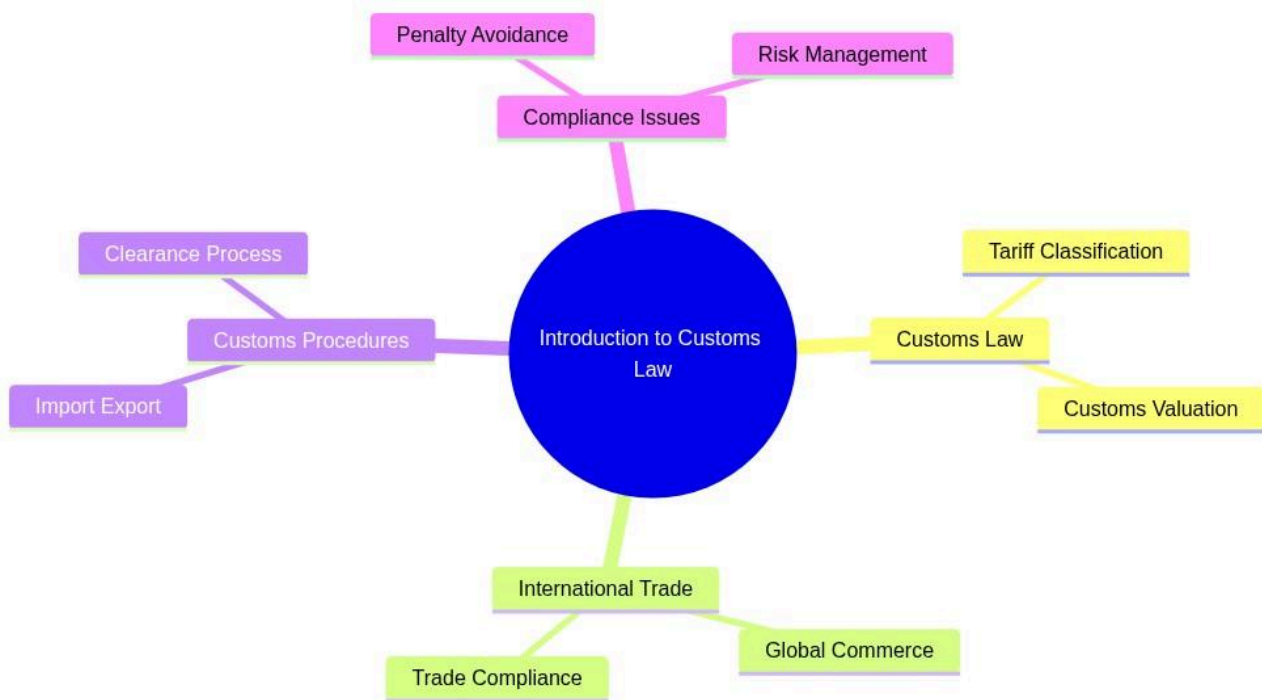 Penalty Avoidance
Risk Management
Compliance Issues
Clearance Process
Tariff Classification
Customs Procedures
Introduction to Customs
Law
Customs Law
Import Export
Customs Valuation
International Trade
Global Commerce
Trade Compliance